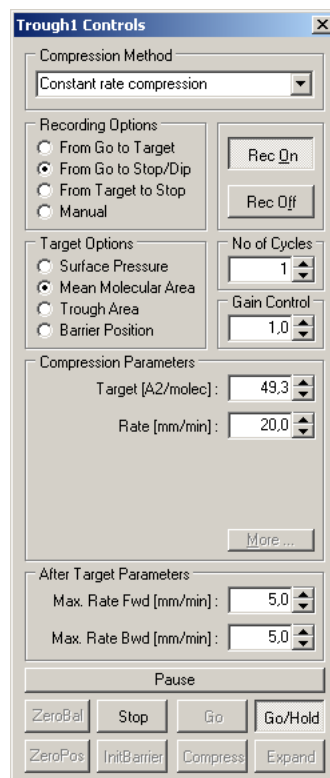 Trough1 Controls
Compression Method
Constant rate compression
Recording Options
From Go to Target
From Go to Stop/Dip
From Target to Stop
Manual
Rec On
Rec Off
Target Options
Surface Pressure
Mean Molecular Area
Trough Area
Barrier Position
No of Cycles
1
Gain Control
1,0
Compression Parameters
Target [A2/molec] : 49,3
Rate [mm/min] : 20,0
More ...
After Target Parameters
Max. Rate Fwd [mm/min] : 5,0
Max. Rate Bwd [mm/min] : 5,0
Pause
ZeroBal Stop Go Go/Hold
ZeroPos InitBarrier Compress Expand